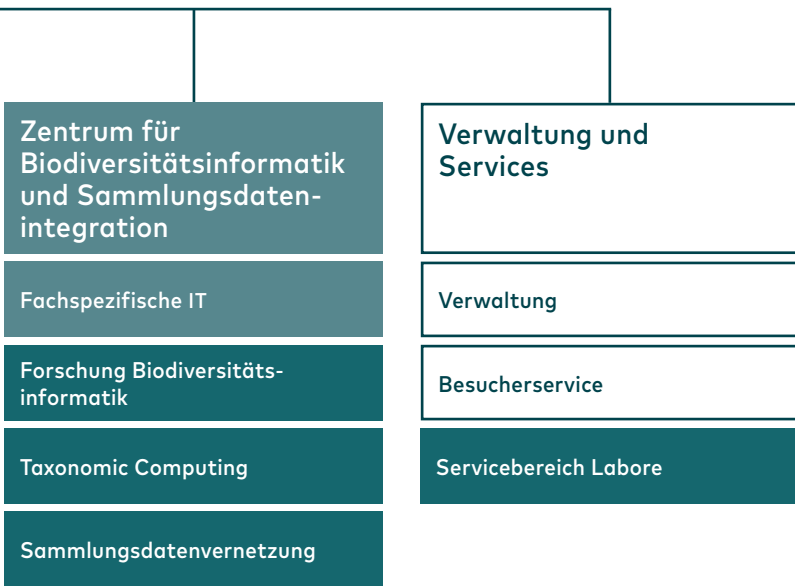 Zentrum für
Biodiversitätsinformatik
und Sammlungsdaten-
integration
Fachspezifische IT
Forschung Biodiversitäts-
informatik
Taxonomic Computing
Sammlungsdatenvernetzung
Verwaltung und
Services
Verwaltung
Besucherservice
Servicebereich Labore